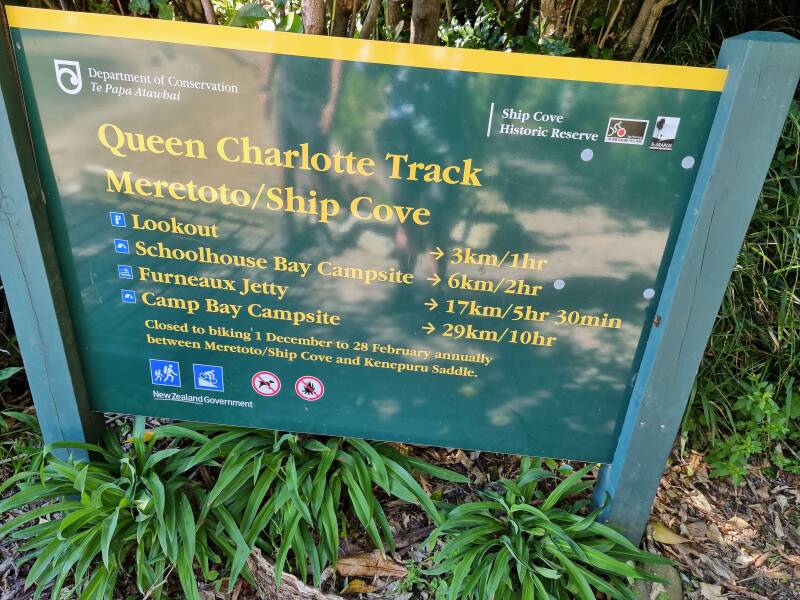 Department of Conservation
Te Papa Atawhai
Ship Cove
Historic Reserve
Queen Charlotte Track
Meretoto/Ship Cove
Lookout → 3km/1hr
Schoolhouse Bay Campsite → 6km/2hr
Furneaux Jetty → 17km/5hr 30min
Camp Bay Campsite → 29km/10hr
Closed to biking 1 December to 28 February annually
between Meretoto/Ship Cove and Kenepuru Saddle.
New Zealand Government